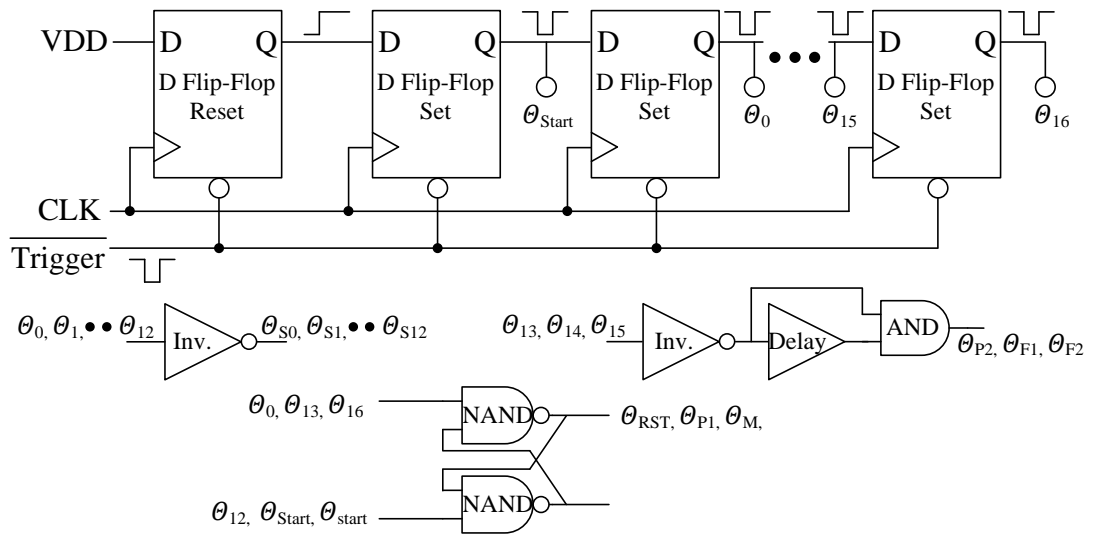 VDD
D Q
D Flip-Flop
Reset
D Q
D Flip-Flop
Set
Θ_Start
D Q
D Flip-Flop
Set
Θ_0
Θ_15
D Q
D Flip-Flop
Set
Θ_16
CLK
Trigger
Θ_0, Θ_1, •• Θ_12
Inv.
Θ_S0, Θ_S1, •• Θ_S12
Θ_13, Θ_14, Θ_15
Inv.
Delay
AND
Θ_P2, Θ_F1, Θ_F2
Θ_0, Θ_13, Θ_16
NAND
Θ_RST, Θ_P1, Θ_M,
Θ_12, Θ_Start, Θ_start
NAND